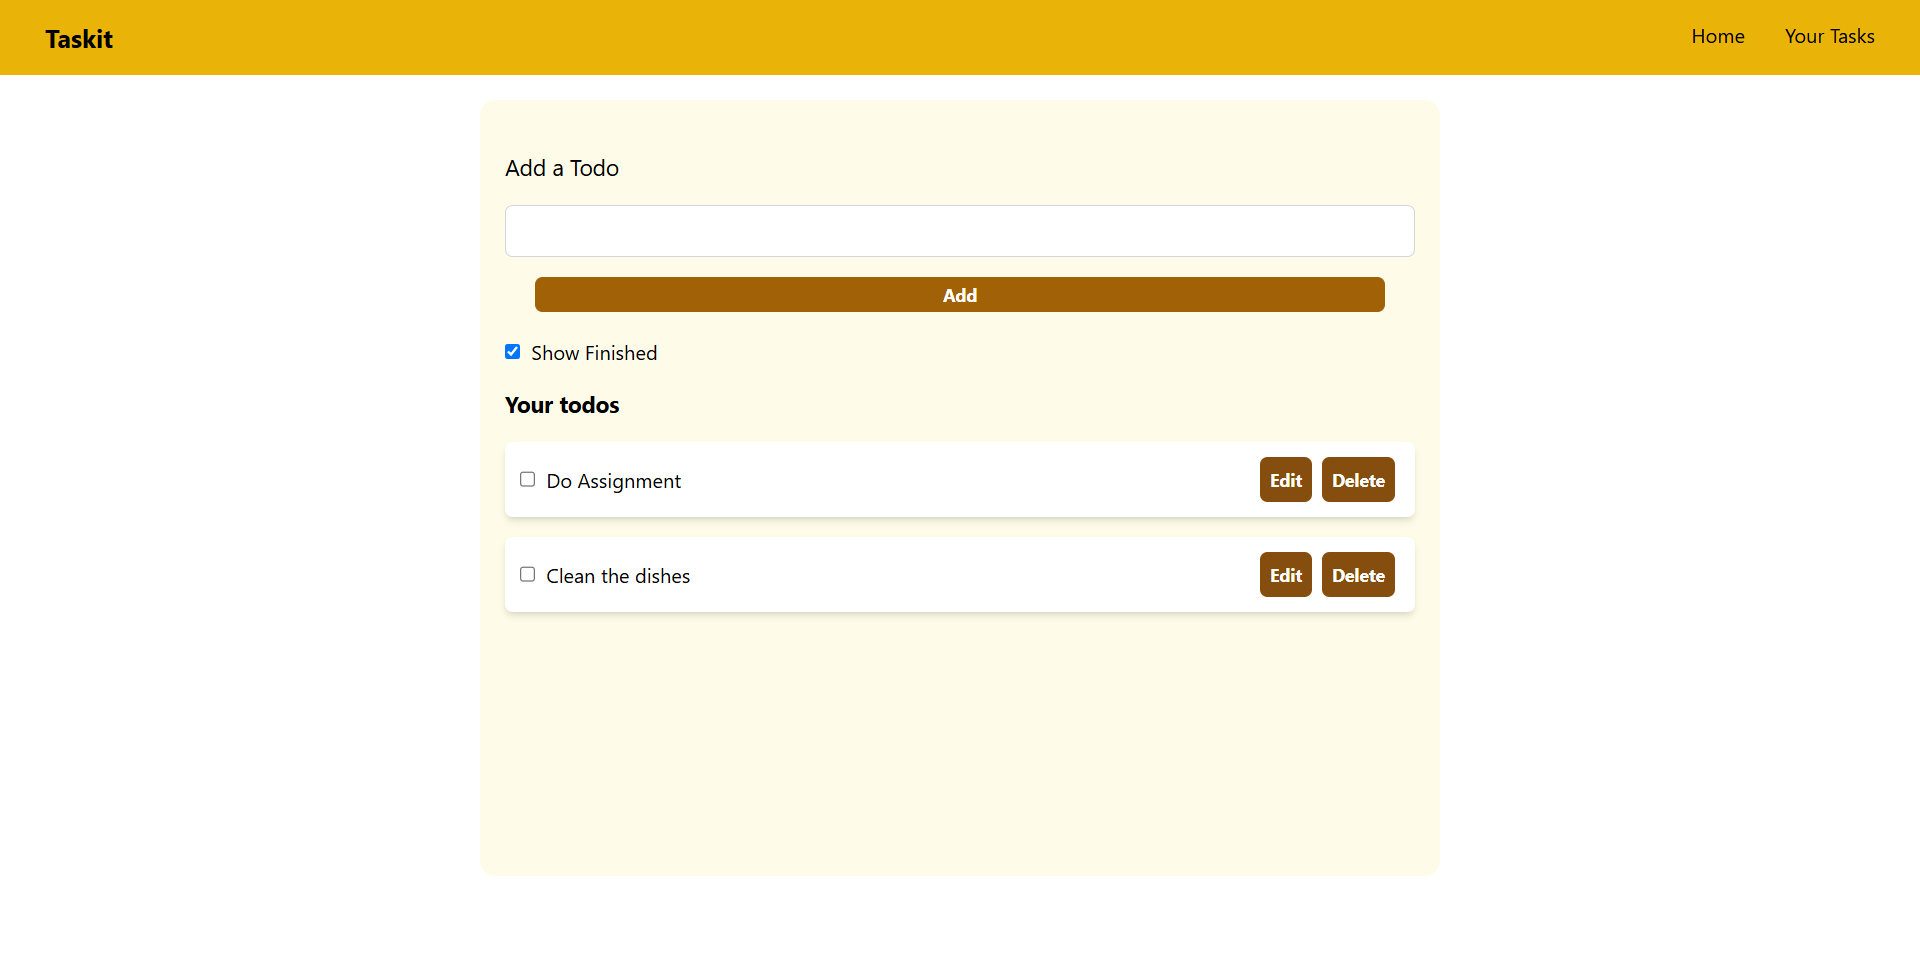 Taskit Home Your Tasks
Add a Todo
Add
Show Finished
Your todos
Do Assignment Edit Delete
Clean the dishes Edit Delete